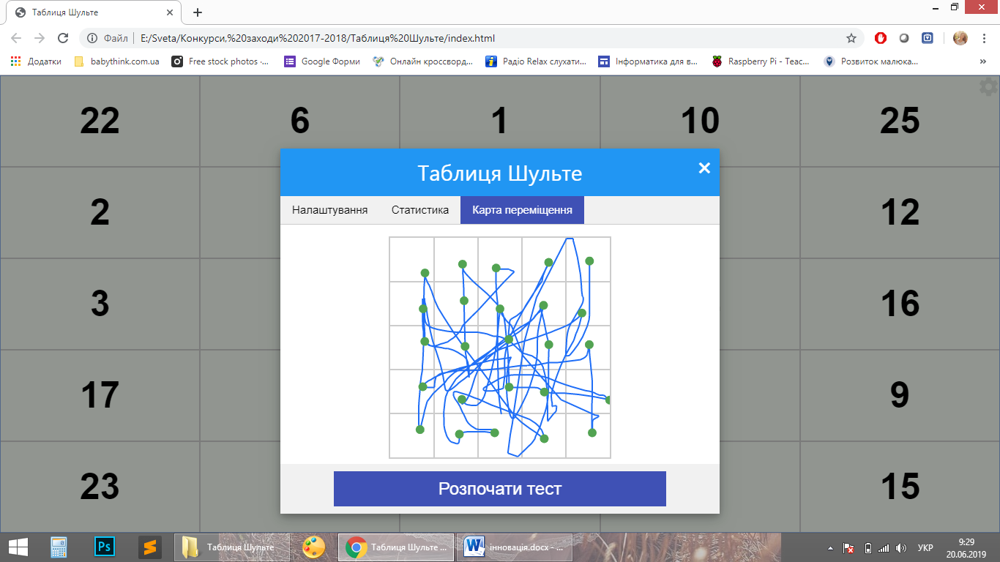 Таблиця Шульте
Файл | E:/Sveta/Конкурси,%20заходи%202017-2018/Таблиця%20Шульте/index.html
Додатки babythink.com.ua Free stock photos ·... Google Форми Онлайн кроссворд... Радіо Relax слухати... Інформатика для в... Raspberry Pi - Teac... Розвиток малюка... »
22 6 1 10 25
Таблиця Шульте ×
Налаштування Статистика Карта переміщення
2 12
3 16
17 9
Розпочати тест
23 15
Ps Таблиця Шульте Таблиця Шульте ... інновація.docx - ... УКР 9:29
20.06.2019